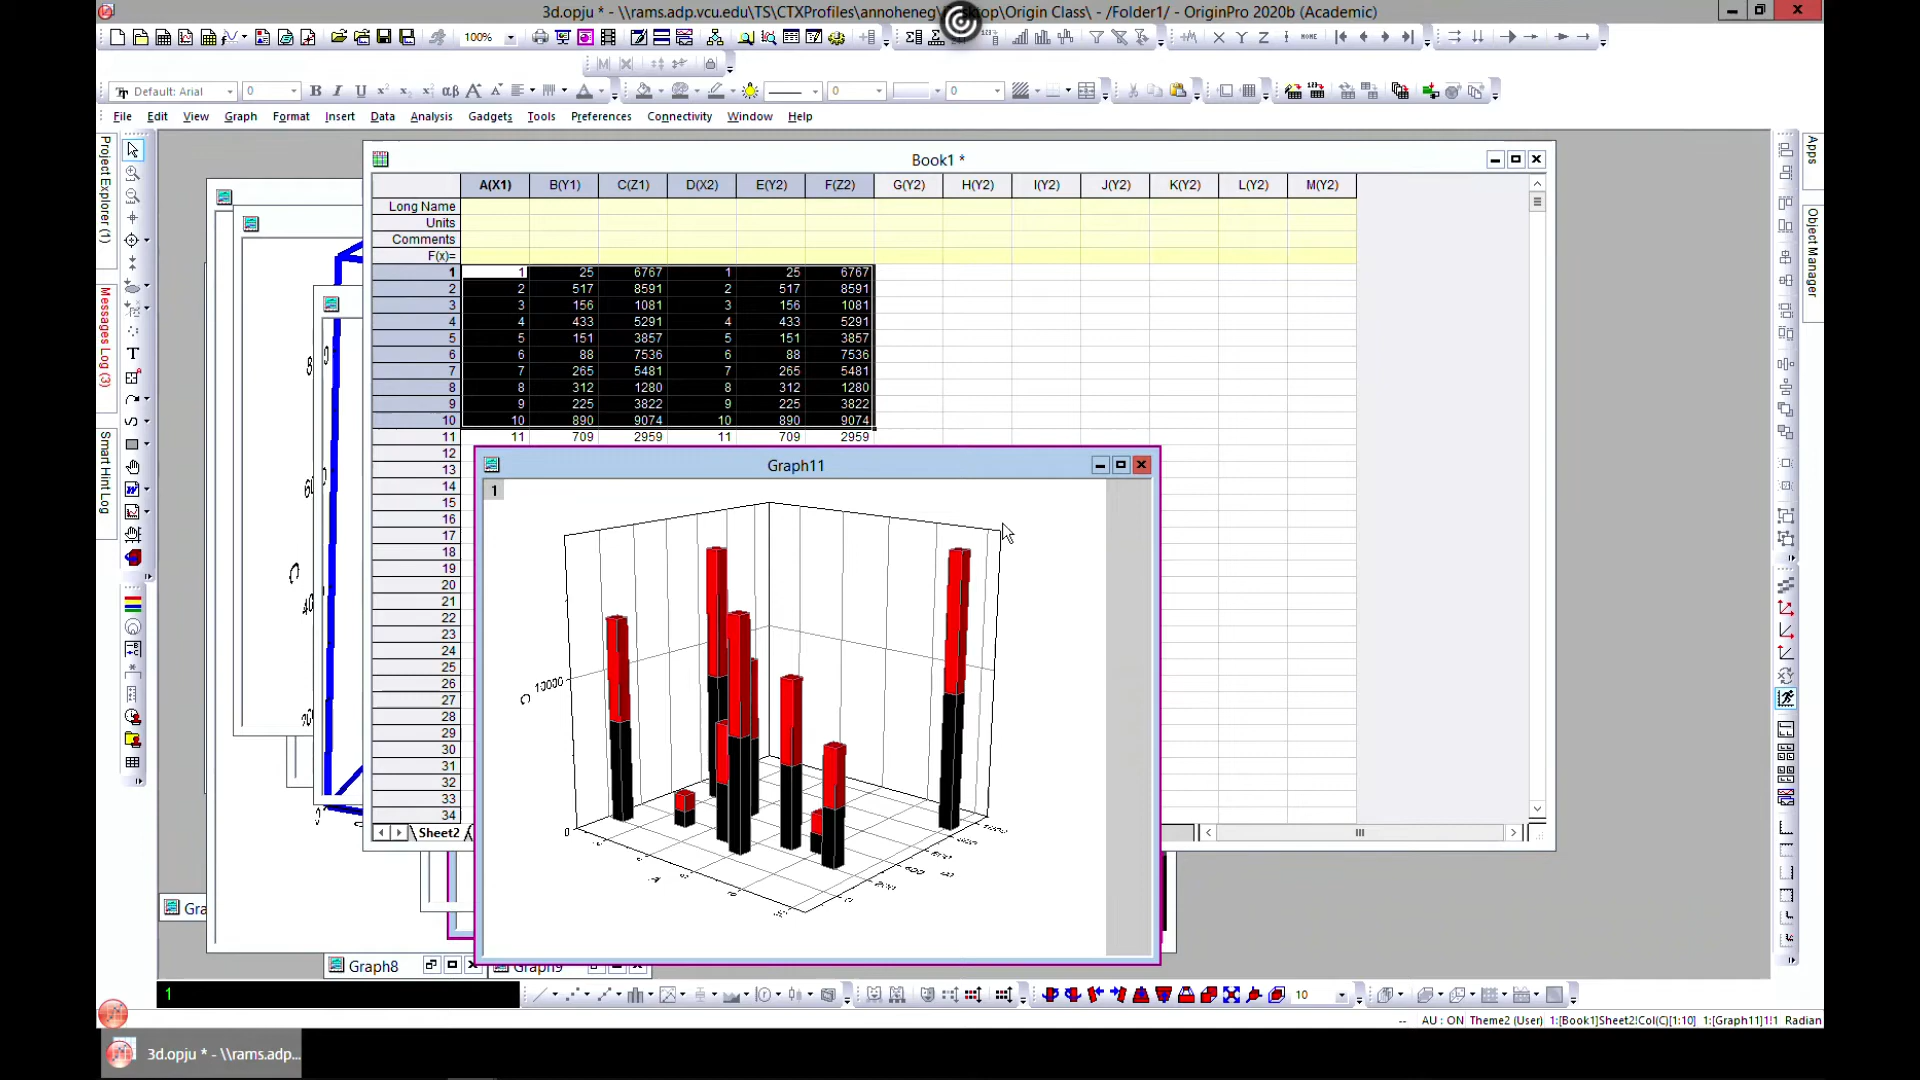 3d.opju * - \\rams.adp.vcu.edu\TS\CTXProfiles\annoheneg\ sktop\Origin Class\ - /Folder1/ - OriginPro 2020b (Academic)
100%
Default: Arial 0 B I U αβ A 0 0
File Edit View Graph Format Insert Data Analysis Gadgets Tools Preferences Connectivity Window Help
Project Explorer (1)
Messages Log (3)
Smart Hint Log
Apps
Object Manager
Book1 *
A(X1) B(Y1) C(Z1) D(X2) E(Y2) F(Z2) G(Y2) H(Y2) I(Y2) J(Y2) K(Y2) L(Y2) M(Y2)
Long Name
Units
Comments
F(x)=
1 1 25 6767 1 25 6767
2 2 517 8591 2 517 8591
3 3 156 1081 3 156 1081
4 4 433 5291 4 433 5291
5 5 151 3857 5 151 3857
6 6 88 7536 6 88 7536
7 7 265 5481 7 265 5481
8 8 312 1280 8 312 1280
9 9 225 3822 9 225 3822
10 10 890 9074 10 890 9074
11 11 709 2959 11 709 2959
12
13
14
15
16
17
18
19
20
21
22
23
24
25
26
27
28
29
30
31
32
33
34
Sheet2
Graph11
1
C
10000
0
A
B
Gra
Graph8
Graph9
1
10
-- AU : ON Theme2 (User) 1:[Book1]Sheet2!Col(C)[1:10] 1:[Graph11]1!1 Radian
3d.opju * - \\rams.adp...